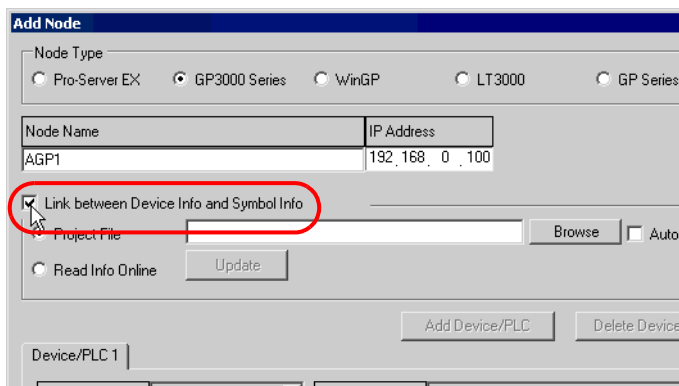 Add Node
Node Type
Pro-Server EX GP3000 Series WinGP LT3000 GP Series
Node Name IP Address
AGP1 192.168. 0 .100
Link between Device Info and Symbol Info
Project File Browse Auto
Read Info Online Update
Add Device/PLC Delete Device
Device/PLC 1